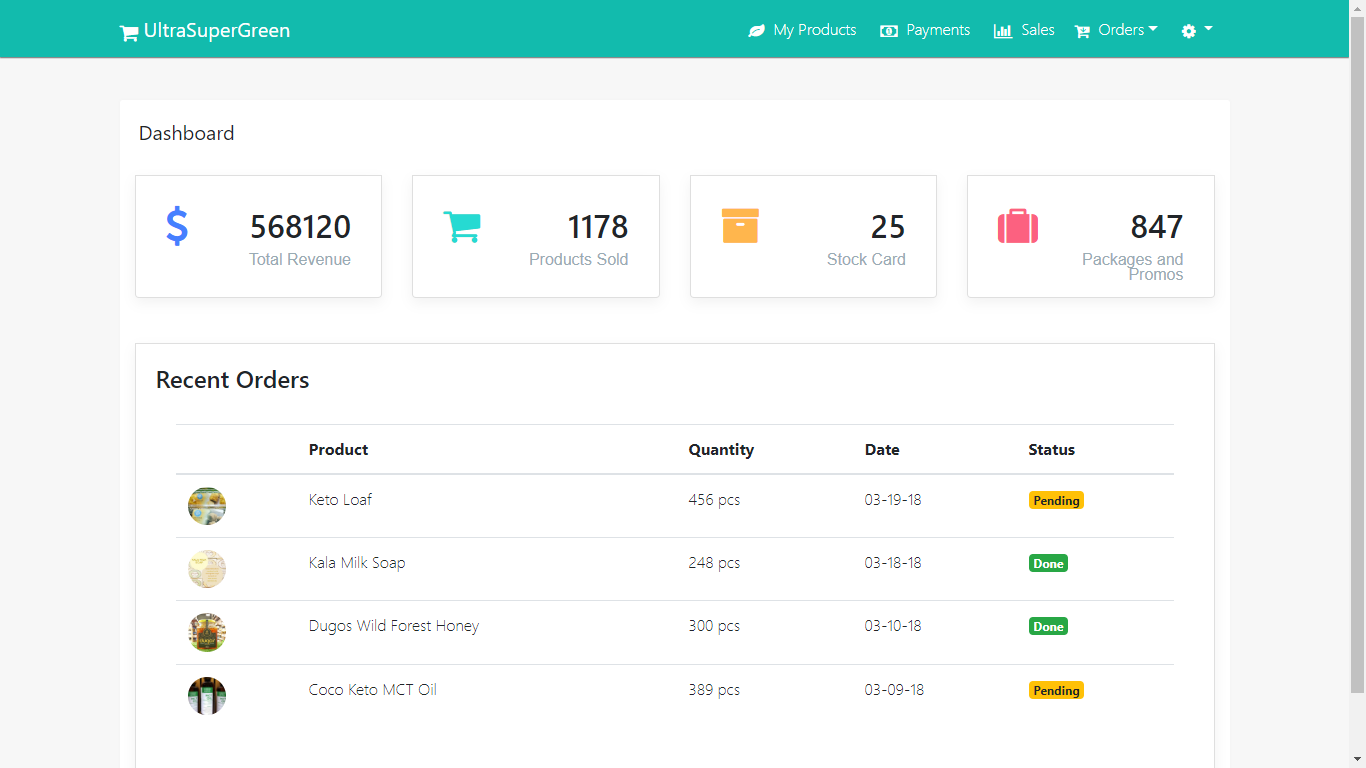 UltraSuperGreen My Products Payments Sales Orders
Dashboard
568120 1178 25 847
Total Revenue Products Sold Stock Card Packages and
Promos
Recent Orders
Product Quantity Date Status
Keto Loaf 456 pcs 03-19-18 Pending
Kala Milk Soap 248 pcs 03-18-18 Done
Dugos Wild Forest Honey 300 pcs 03-10-18 Done
Coco Keto MCT Oil 389 pcs 03-09-18 Pending